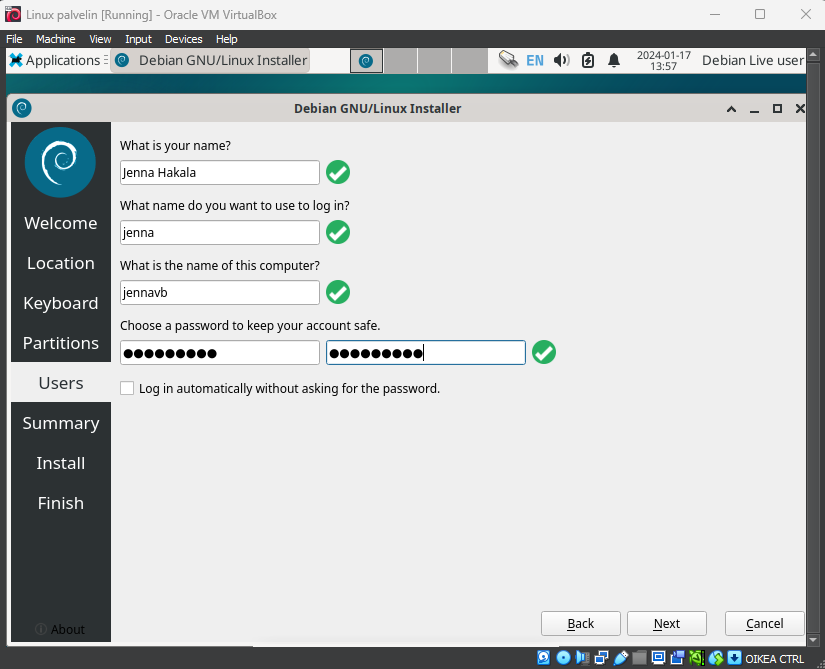 Linux palvelin [Running] - Oracle VM VirtualBox
File Machine View Input Devices Help
Applications Debian GNU/Linux Installer EN 2024-01-17 Debian Live user
13:57
Debian GNU/Linux Installer
What is your name?
Jenna Hakala
What name do you want to use to log in?
jenna
What is the name of this computer?
jennavb
Choose a password to keep your account safe.
●●●●●●●●● ●●●●●●●●●
Log in automatically without asking for the password.
Welcome
Location
Keyboard
Partitions
Users
Summary
Install
Finish
About
Back Next Cancel
OIKEA CTRL